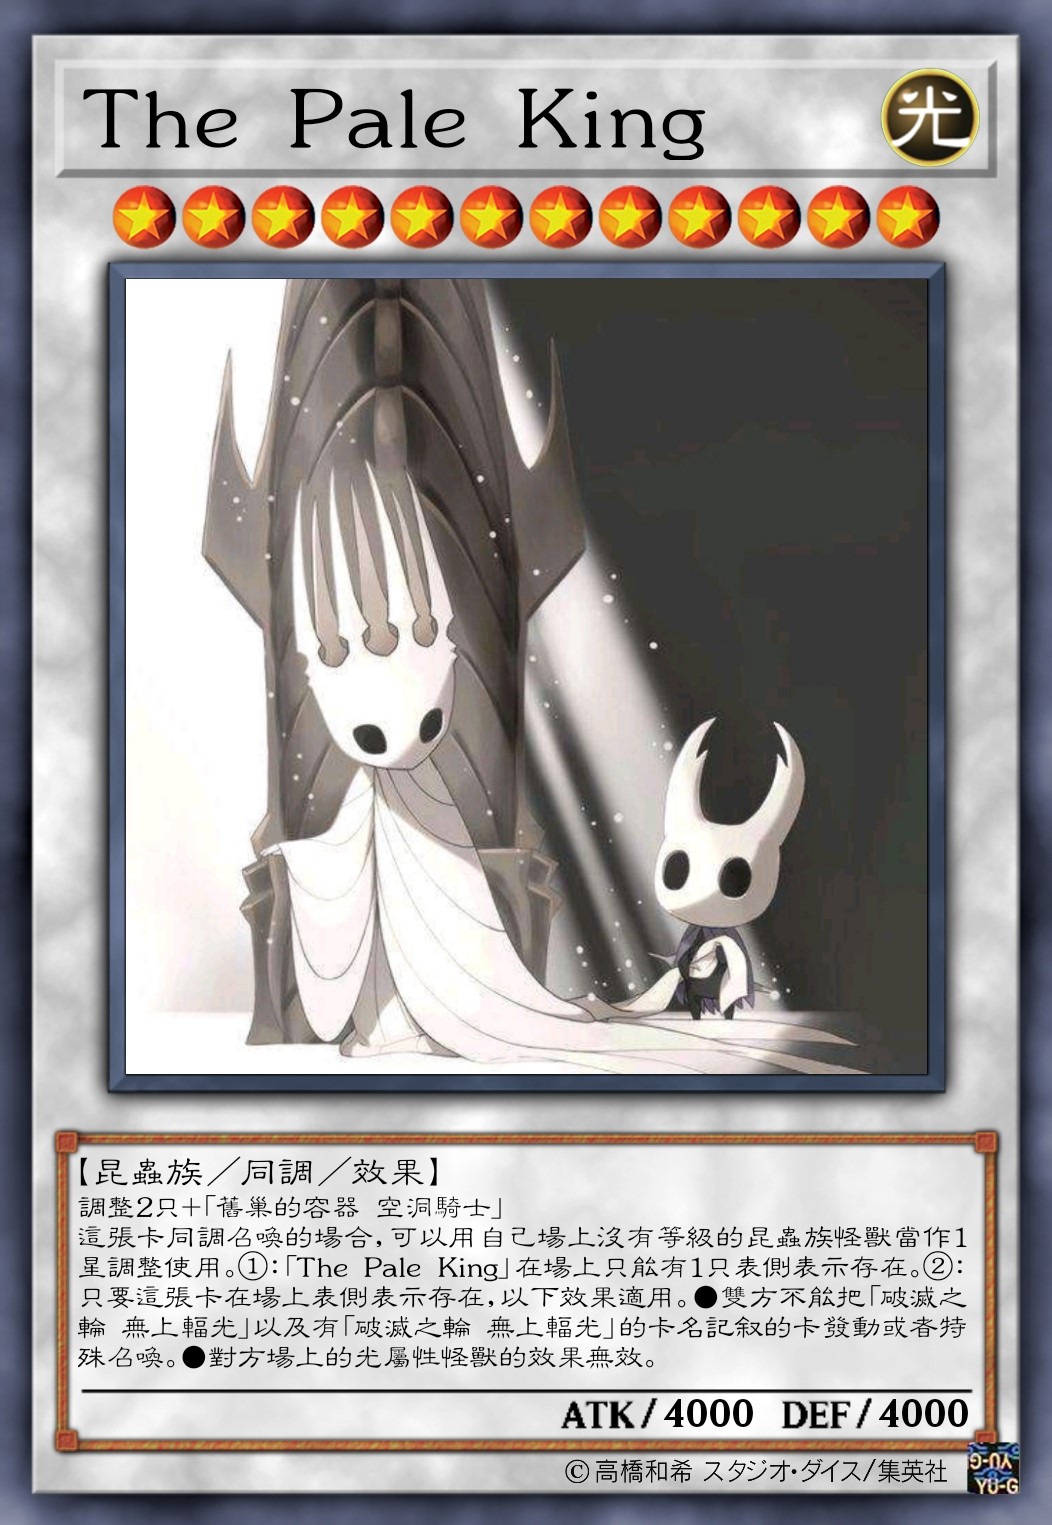 The Pale King
光
【昆蟲族／同調／效果】
調整2只+「舊巢的容器 空洞騎士」
這張卡同調召喚的場合,可以用自己場上沒有等級的昆蟲族怪獸當作1
星調整使用。①:「The Pale King」在場上只能有1只表側表示存在。②:
只要這張卡在場上表側表示存在,以下效果適用。●雙方不能把「破滅之
輪 無上輻光」以及有「破滅之輪 無上輻光」的卡名記叙的卡發動或者特
殊召喚。●對方場上的光屬性怪獸的效果無效。
ATK/4000 DEF/4000
©高橋和希 スタジオ・ダイス/集英社
YU-G
YU-G